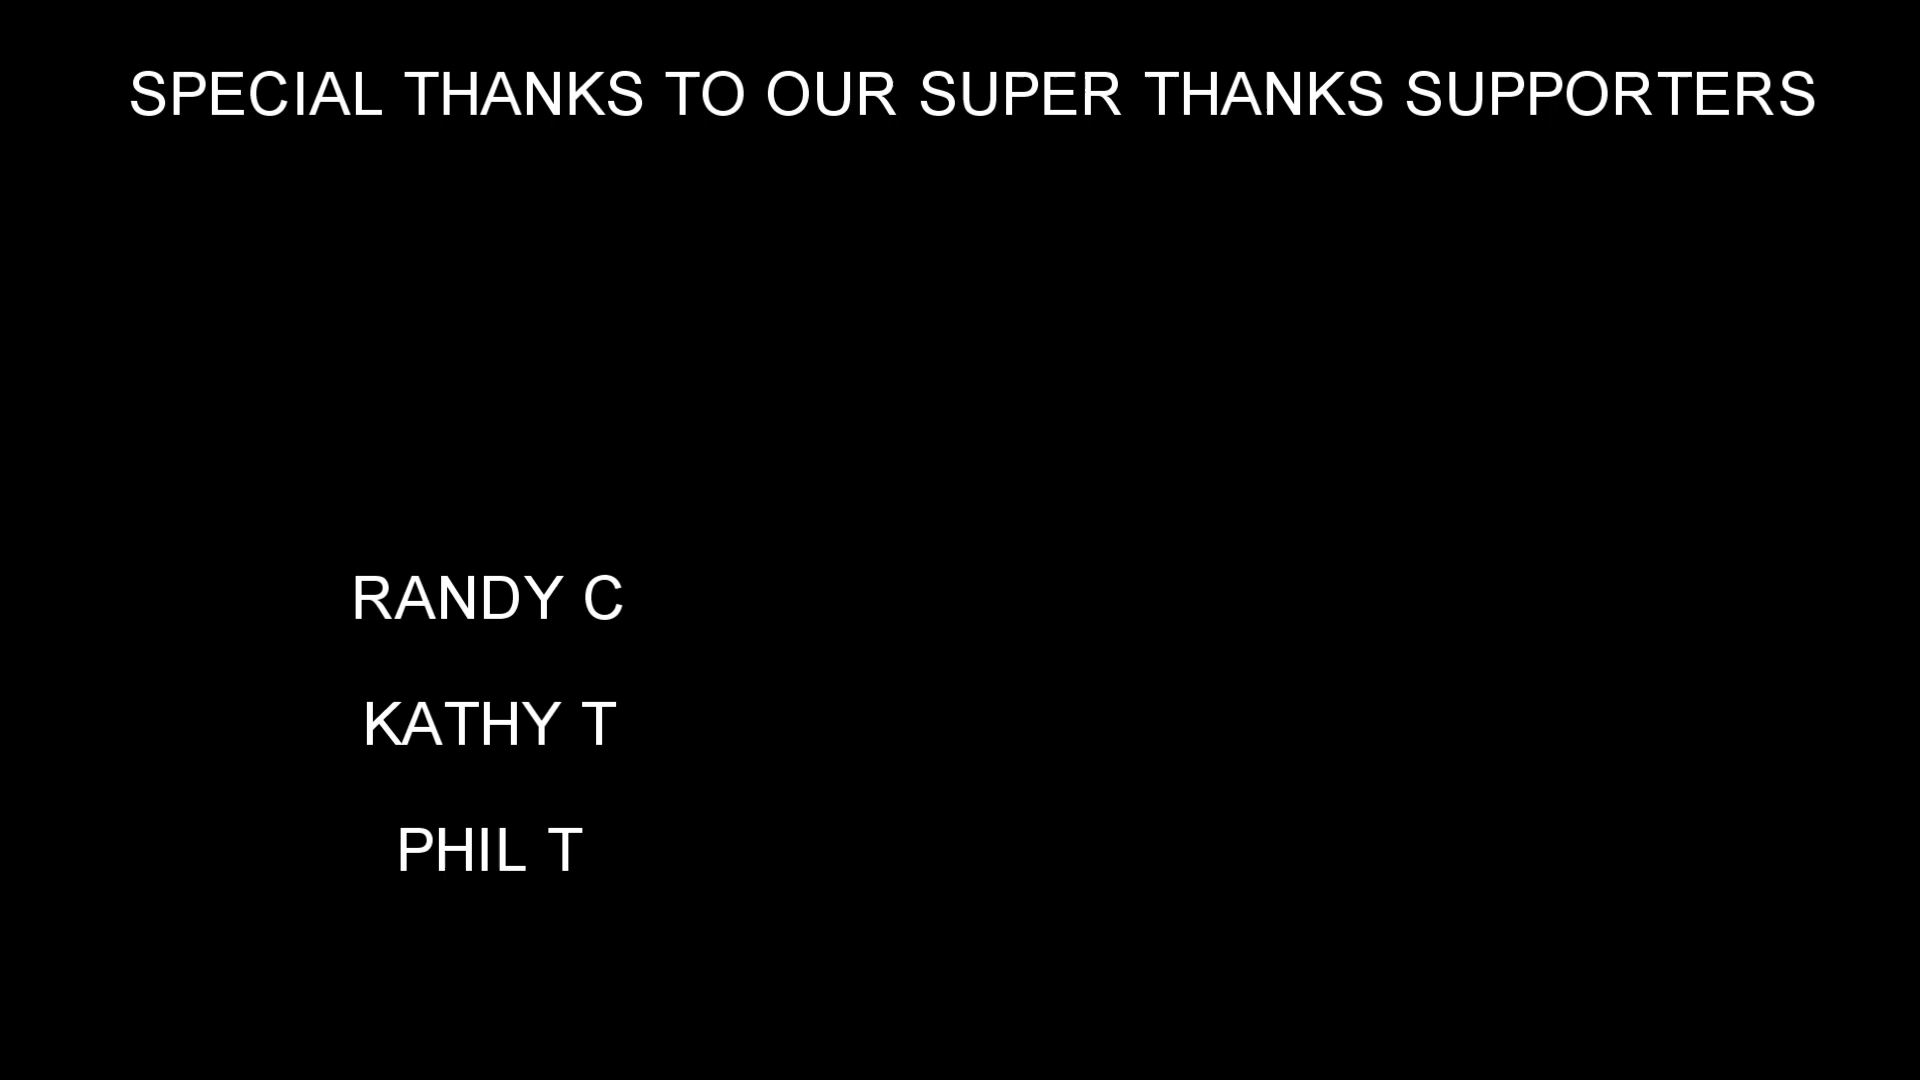 SPECIAL THANKS TO OUR SUPER THANKS SUPPORTERS
RANDY C
KATHY T
PHIL T